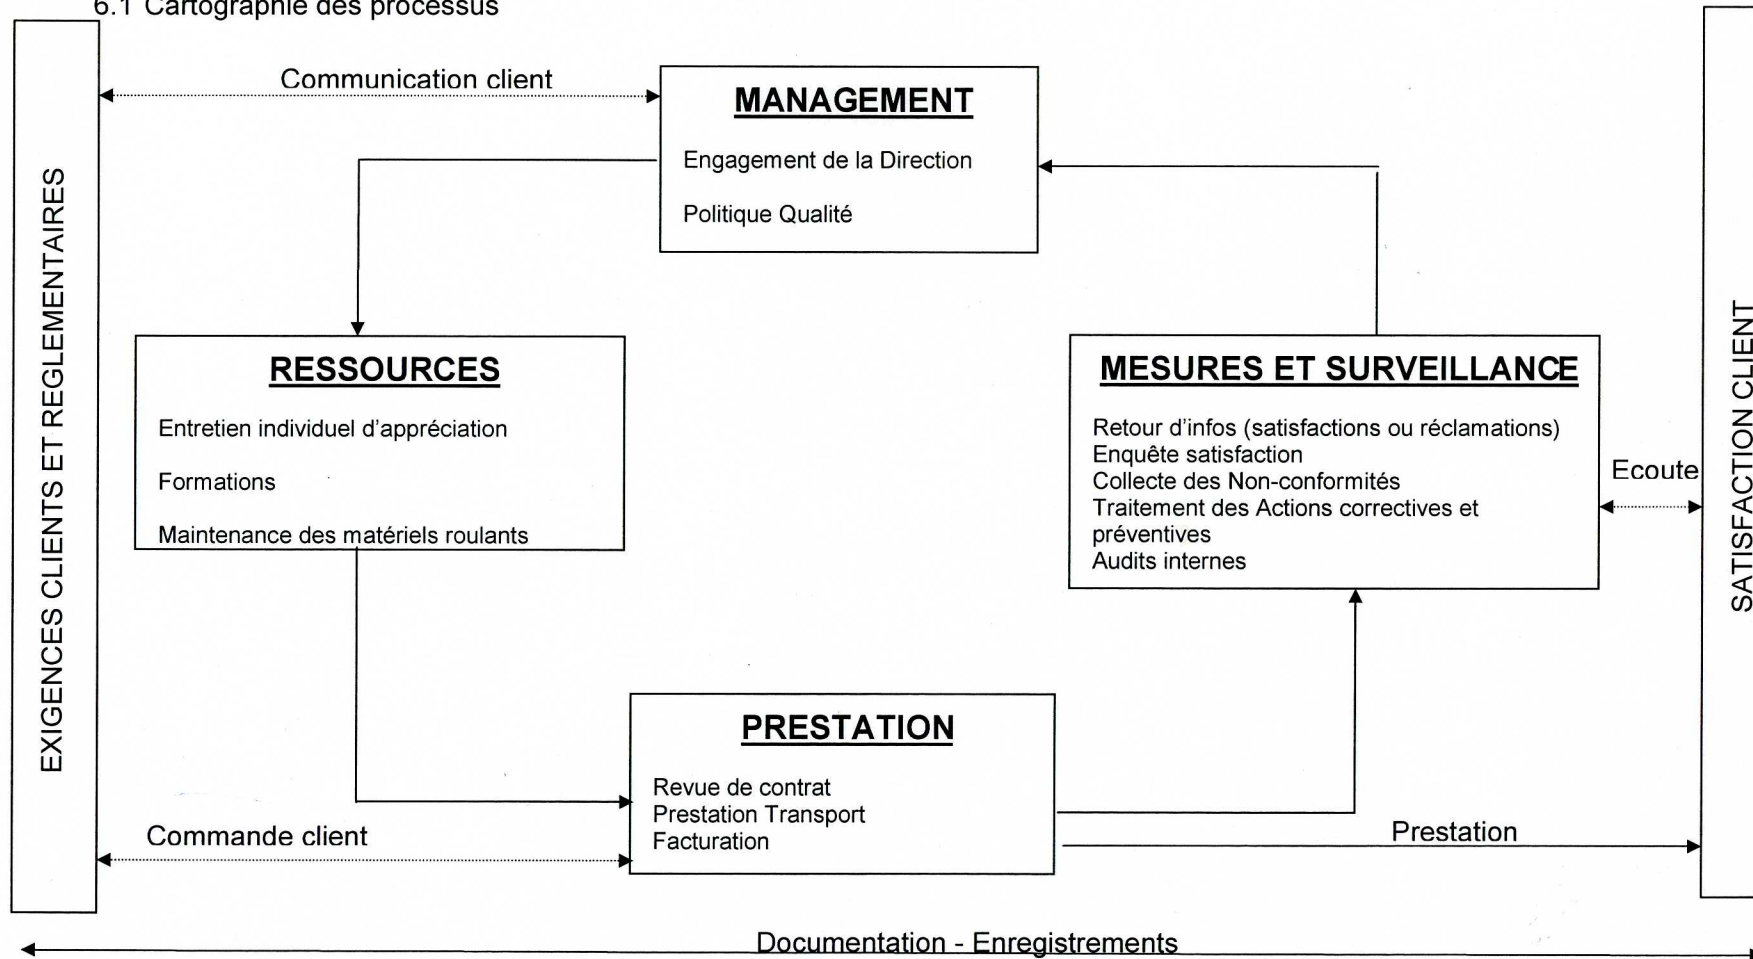 6.1 Cartographie des processus
EXIGENCES CLIENTS ET REGLEMENTAIRES
Communication client
MANAGEMENT
Engagement de la Direction
Politique Qualité
RESSOURCES
Entretien individuel d'appréciation
Formations
Maintenance des matériels roulants
MESURES ET SURVEILLANCE
Retour d'infos (satisfactions ou réclamations)
Enquête satisfaction
Collecte des Non-conformités
Traitement des Actions correctives et
préventives
Audits internes
Ecoute
SATISFACTION CLIENT
PRESTATION
Revue de contrat
Prestation Transport
Facturation
Commande client
Prestation
Documentation - Enregistrements